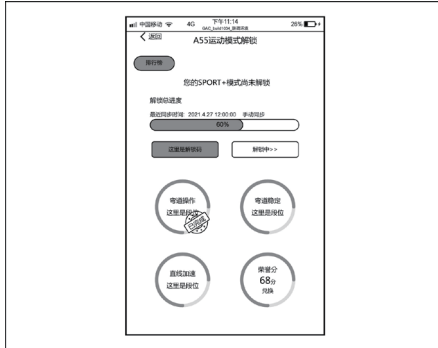 中国移动 4G 下午11:14 26%
返回
A55运动模式解锁
排行榜
您的SPORT+模式尚未解锁
解锁总进度
最近同步时间: 2021.4.27 12:00:00 手动同步
60%
这里是解锁码 解锁中>>
弯道操作 弯道稳定
这里是段位 这里是段位
直线加速 荣誉分
这里是段位 68分
兑换